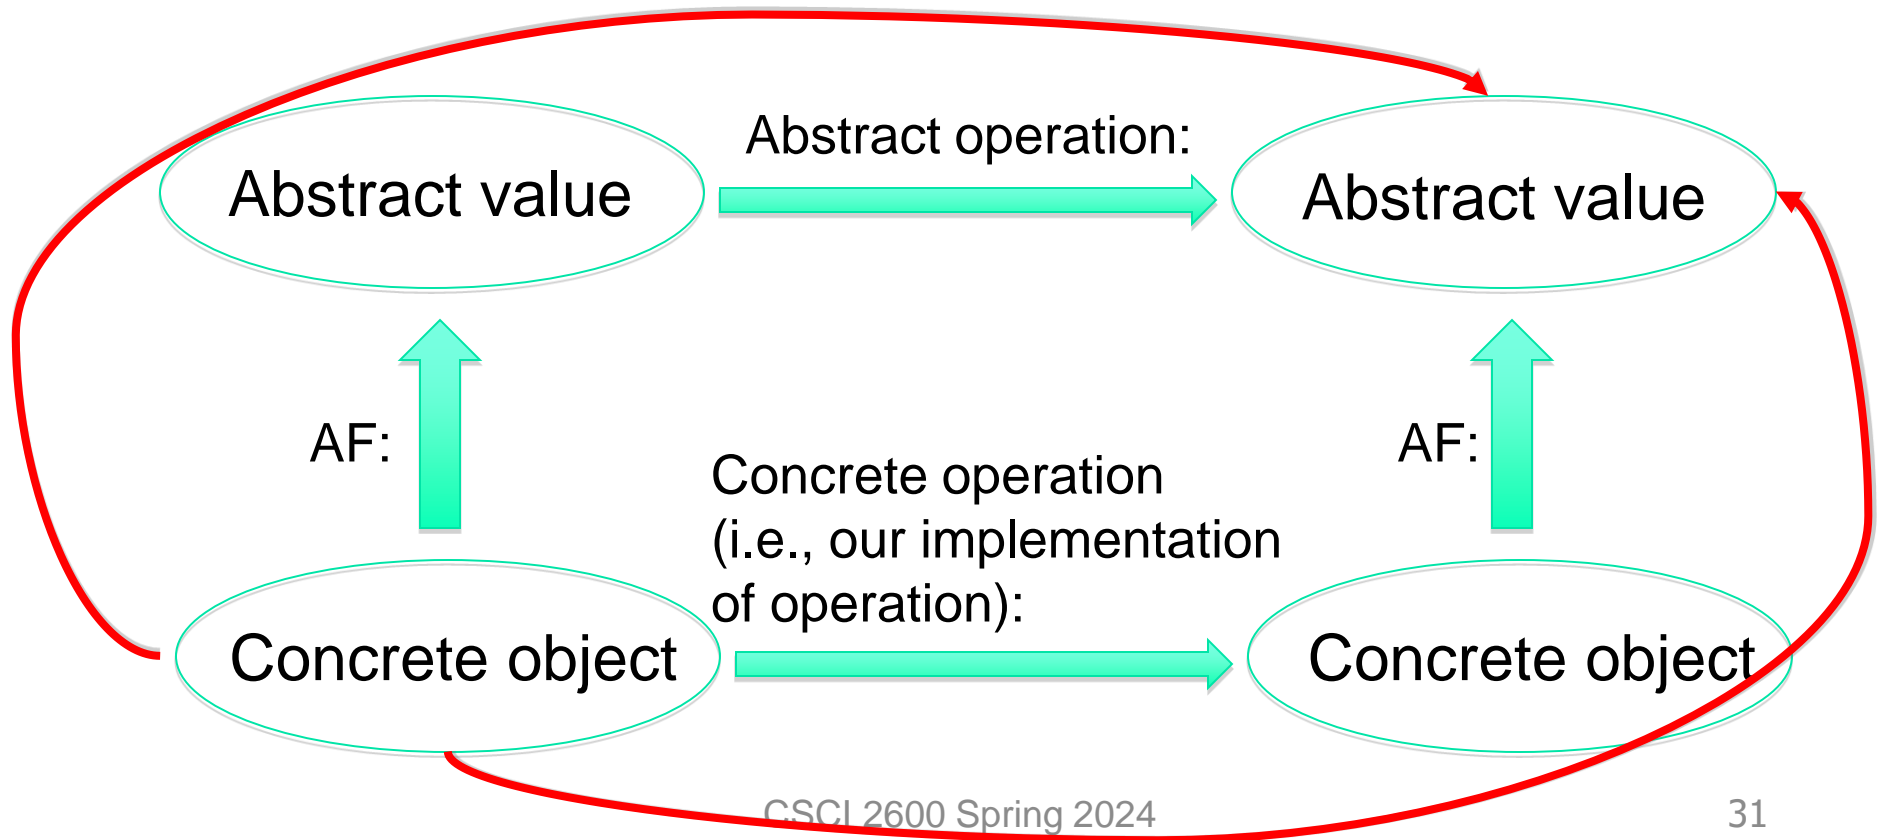 Abstract operation:
Abstract value
Abstract value
AF:
AF:
Concrete operation
(i.e., our implementation
of operation):
Concrete object
Concrete object
CSCI 2600 Spring 2024
31